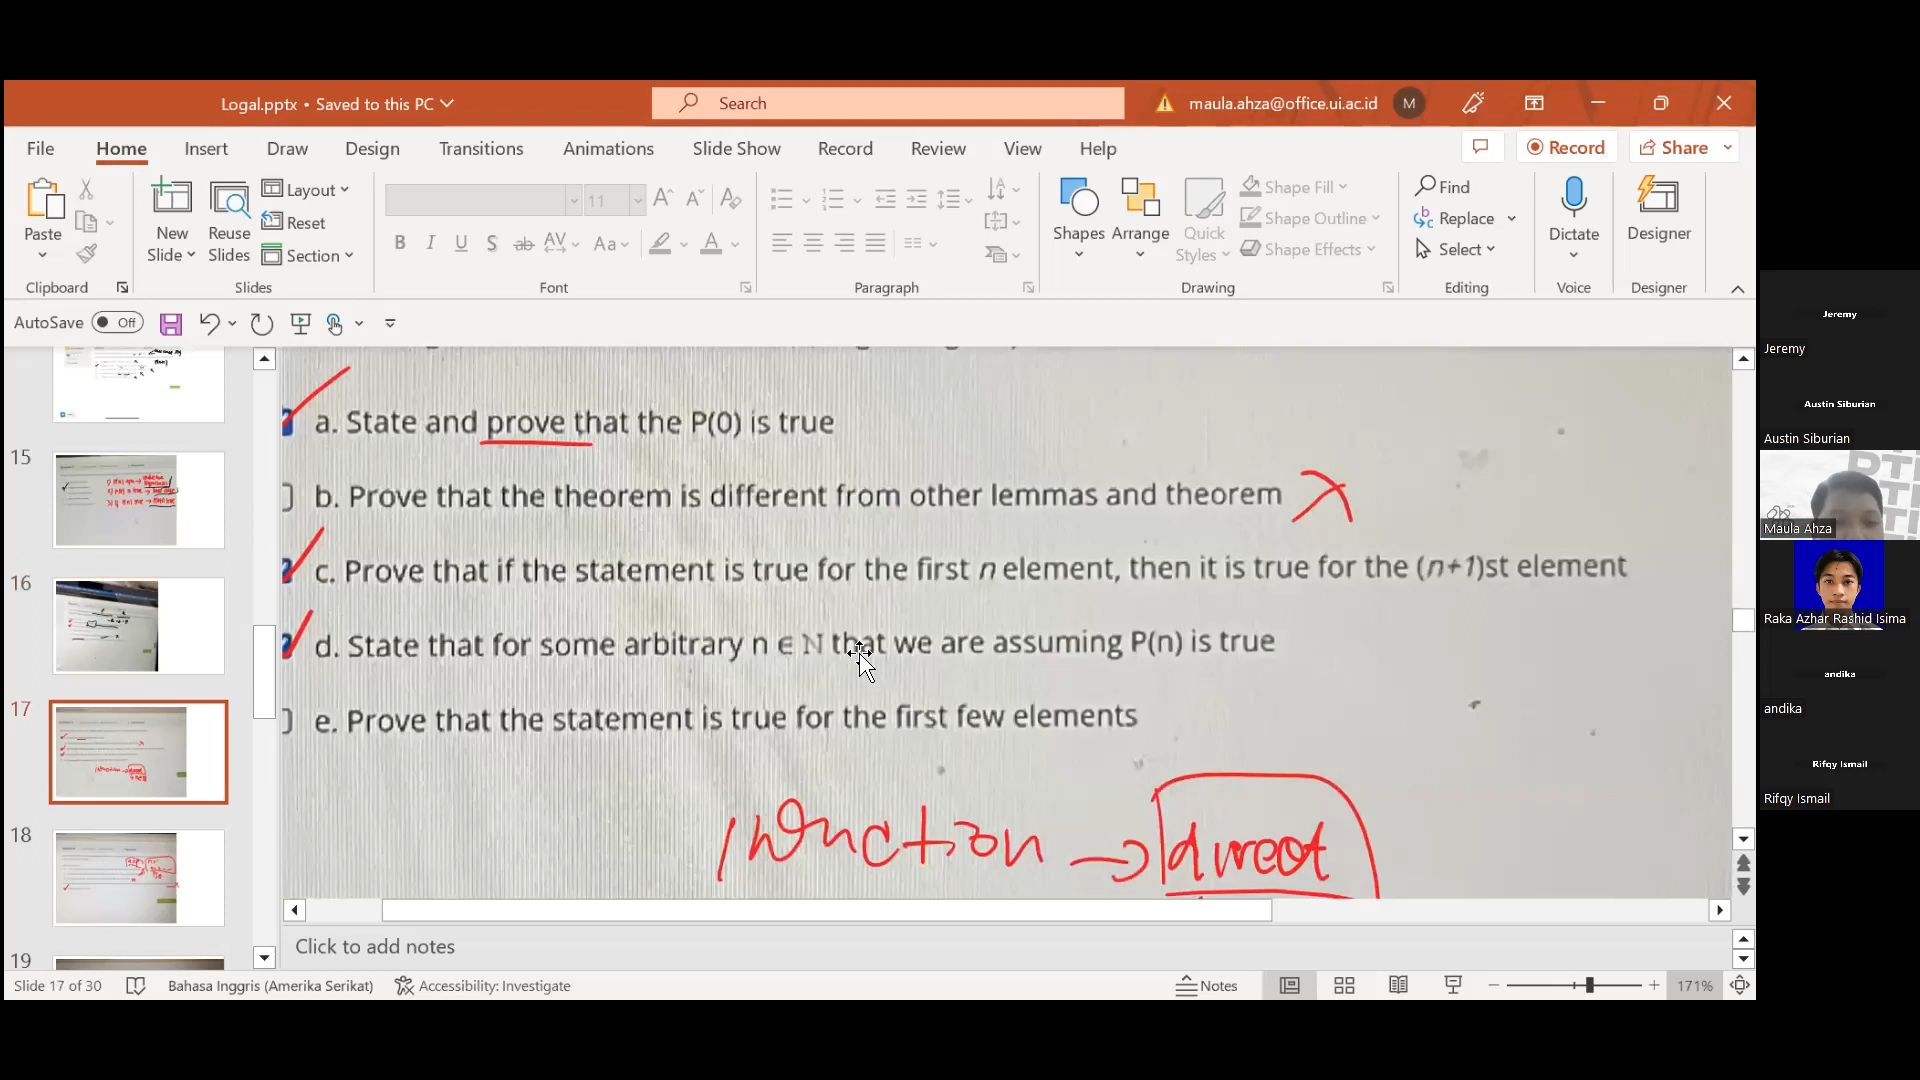 Logal.pptx • Saved to this PC
Search
maula.ahza@office.ui.ac.id
M
File Home Insert Draw Design Transitions Animations Slide Show Record Review View Help
Record
Share
Paste
New Slide
Reuse Slides
Layout
Reset
Section
11
B I U S ab AV Aa A
Shapes
Arrange
Quick Styles
Shape Fill
Shape Outline
Shape Effects
Find
Replace
Select
Dictate
Designer
Clipboard
Slides
Font
Paragraph
Drawing
Editing
Voice
Designer
AutoSave Off
15
16
17
18
19
a. State and prove that the P(0) is true
b. Prove that the theorem is different from other lemmas and theorem
c. Prove that if the statement is true for the first n element, then it is true for the (n+1)st element
d. State that for some arbitrary n ∈ N that we are assuming P(n) is true
e. Prove that the statement is true for the first few elements
Induction → direct
Click to add notes
Slide 17 of 30
Bahasa Inggris (Amerika Serikat)
Accessibility: Investigate
Notes
171%
Jeremy
Jeremy
Austin Siburian
Austin Siburian
Maula Ahza
Raka Azhar Rashid Isima
andika
andika
Rifqy Ismail
Rifqy Ismail